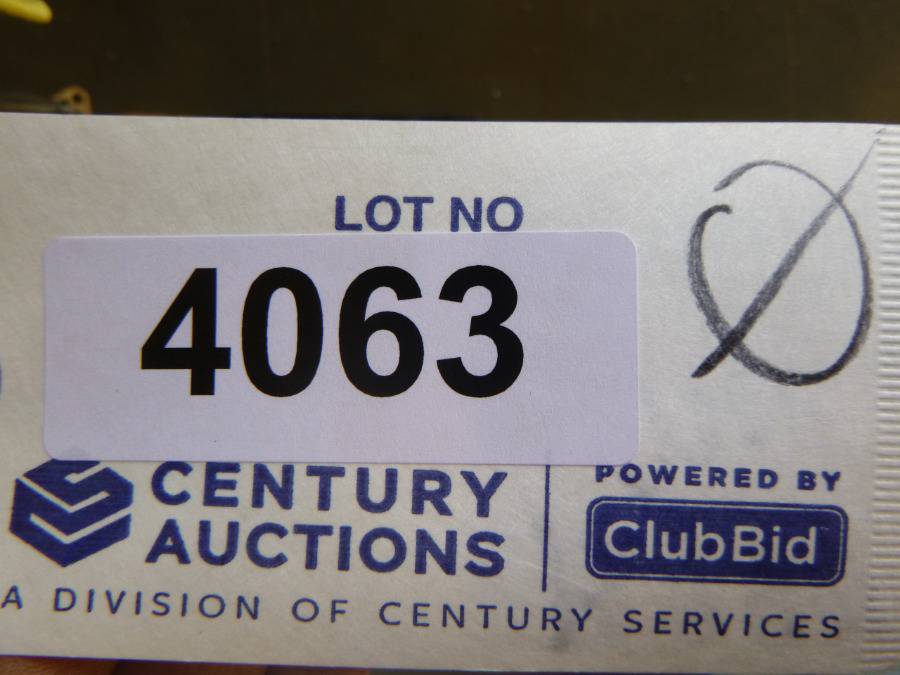 LOT NO
4063
Ø
CENTURY
AUCTIONS
POWERED BY
ClubBid
A DIVISION OF CENTURY SERVICES